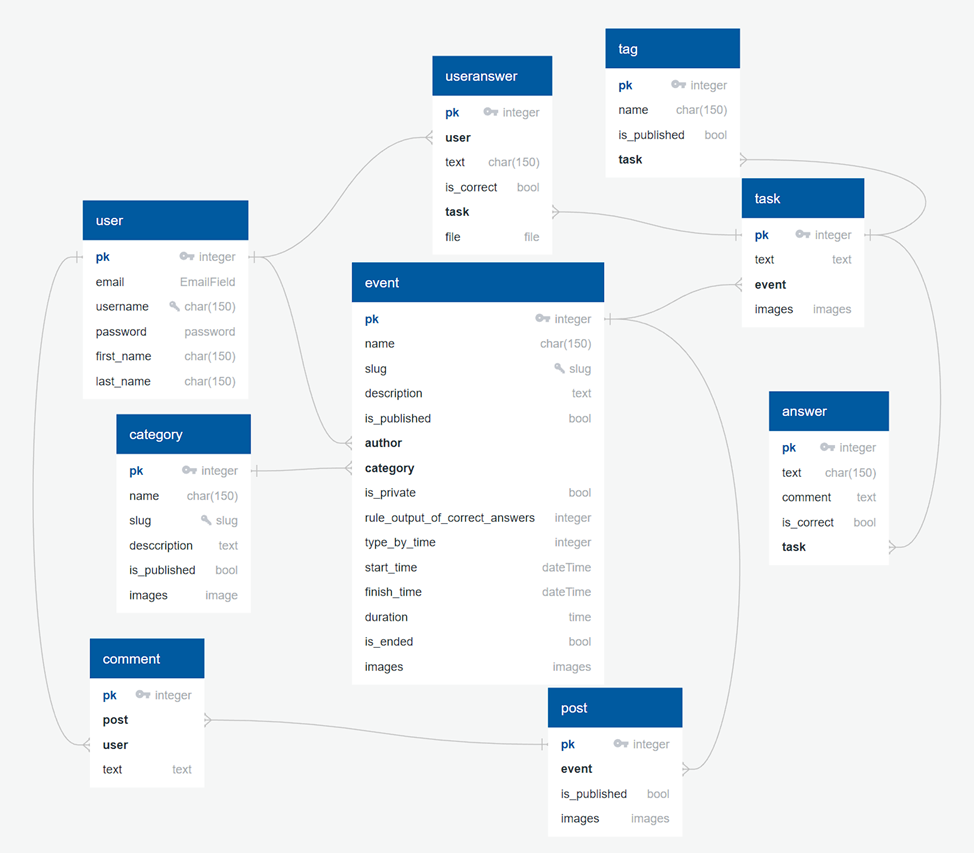 tag
pk integer
name char(150)
is_published bool
task
useranswer
pk integer
user
text char(150)
is_correct bool
task
file file
task
pk integer
text text
event
images images
user
pk integer
email EmailField
username char(150)
password password
first_name char(150)
last_name char(150)
event
pk integer
name char(150)
slug slug
description text
is_published bool
author
category
is_private bool
rule_output_of_correct_answers integer
type_by_time integer
start_time dateTime
finish_time dateTime
duration time
is_ended bool
images images
answer
pk integer
text char(150)
comment text
is_correct bool
task
category
pk integer
name char(150)
slug slug
desccription text
is_published bool
images image
comment
pk integer
post
user
text text
post
pk integer
event
is_published bool
images images